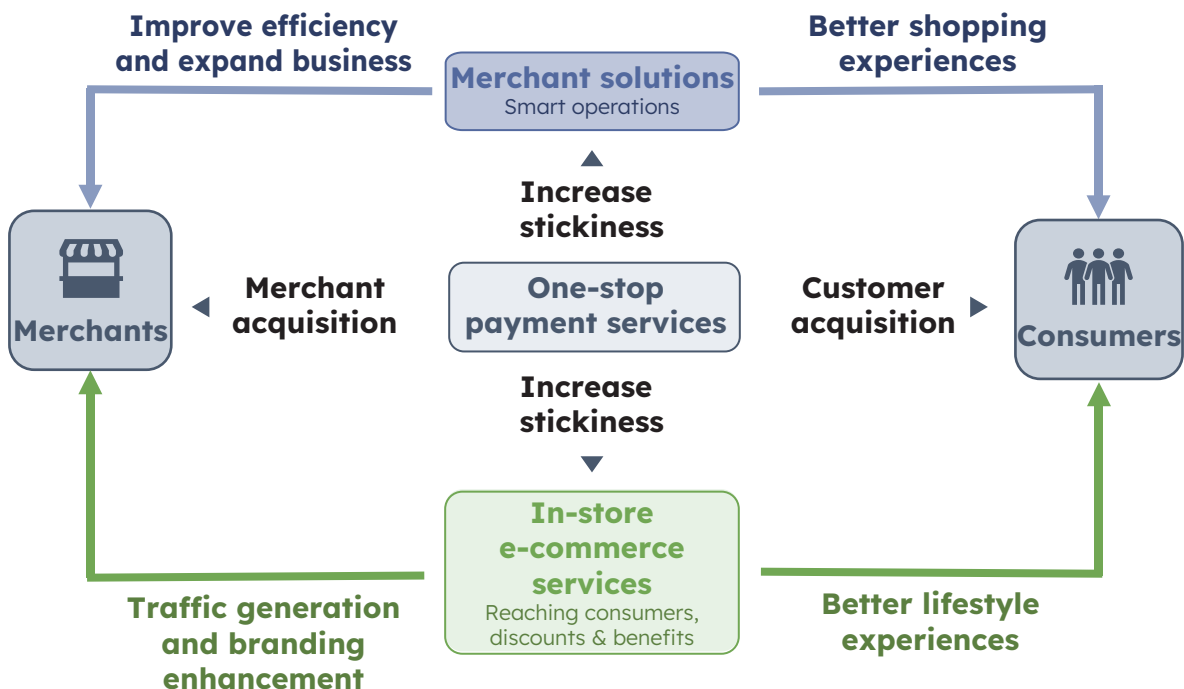 Improve efficiency
and expand business
Better shopping
experiences
Merchant solutions
Smart operations
Increase
stickiness
Merchants
Merchant
acquisition
One-stop
payment services
Customer
acquisition
Consumers
Increase
stickiness
In-store
e-commerce
services
Reaching consumers,
discounts & benefits
Traffic generation
and branding
enhancement
Better lifestyle
experiences